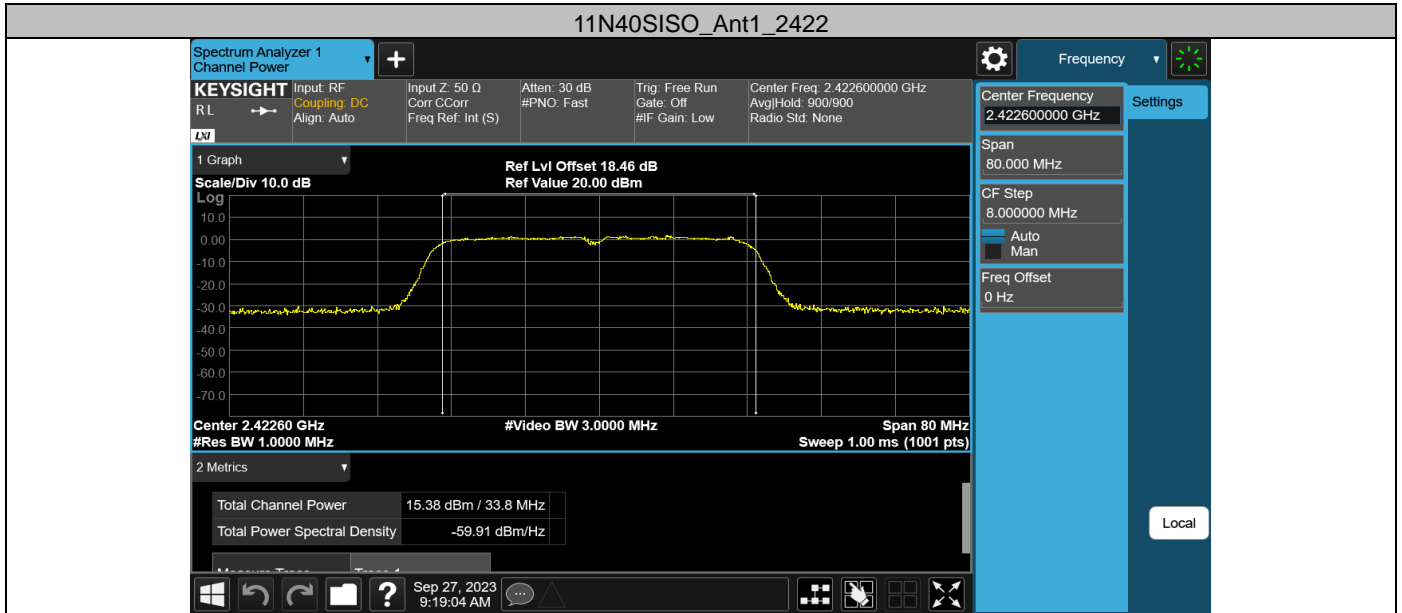 11N40SISO_Ant1_2422
Spectrum Analyzer 1
Channel Power
+
Frequency
KEYSIGHT
RL
LXI
Input: RF
Coupling: DC
Align: Auto
Input Z: 50 Ω
Corr CCorr
Freq Ref: Int (S)
Atten: 30 dB
#PNO: Fast
Trig: Free Run
Gate: Off
#IF Gain: Low
Center Freq: 2.422600000 GHz
Avg|Hold: 900/900
Radio Std: None
Center Frequency
2.422600000 GHz
Settings
Span
80.000 MHz
CF Step
8.000000 MHz
Auto
Man
Freq Offset
0 Hz
Local
1 Graph
Scale/Div 10.0 dB
Ref Lvl Offset 18.46 dB
Ref Value 20.00 dBm
Log
10.0
0.00
-10.0
-20.0
-30.0
-40.0
-50.0
-60.0
-70.0
Center 2.42260 GHz
#Video BW 3.0000 MHz
Span 80 MHz
#Res BW 1.0000 MHz
Sweep 1.00 ms (1001 pts)
2 Metrics
Total Channel Power 15.38 dBm / 33.8 MHz
Total Power Spectral Density -59.91 dBm/Hz
?
Sep 27, 2023
9:19:04 AM